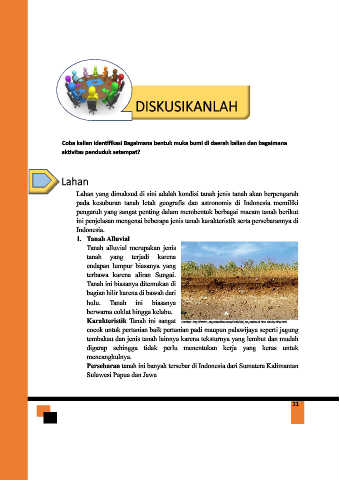 DISKUSIKANLAH
Coba kalian identifikasi Bagaimana bentuk muka bumi di daerah kalian dan bagaimana
aktivitas penduduk setempat?
Lahan
Lahan yang dimaksud di sini adalah kondisi tanah jenis tanah akan berpengaruh
pada kesuburan tanah letak geografis dan astronomis di Indonesia memiliki
pengaruh yang sangat penting dalam membentuk berbagai macam tanah berikut
ini penjelasan mengenai beberapa jenis tanah karakteristik serta persebarannya di
Indonesia.
1. Tanah Alluvial
Tanah alluvial merupakan jenis
tanah yang terjadi karena
endapan lumpur biasanya yang
terbawa karena aliran Sungai.
Tanah ini biasanya ditemukan di
bagian hilir karena di bawah dari
hulu. Tanah ini biasanya
berwarna coklat hingga kelabu.
Karakteristik Tanah ini sangat
cocok untuk pertanian baik pertanian padi maupun palawijaya seperti jagung
tembakau dan jenis tanah lainnya karena teksturnya yang lembut dan mudah
digarap sehingga tidak perlu menentukan kerja yang keras untuk
mencangkulnya.
Persebaran tanah ini banyak tersebar di Indonesia dari Sumatera Kalimantan
Sulawesi Papua dan Jawa